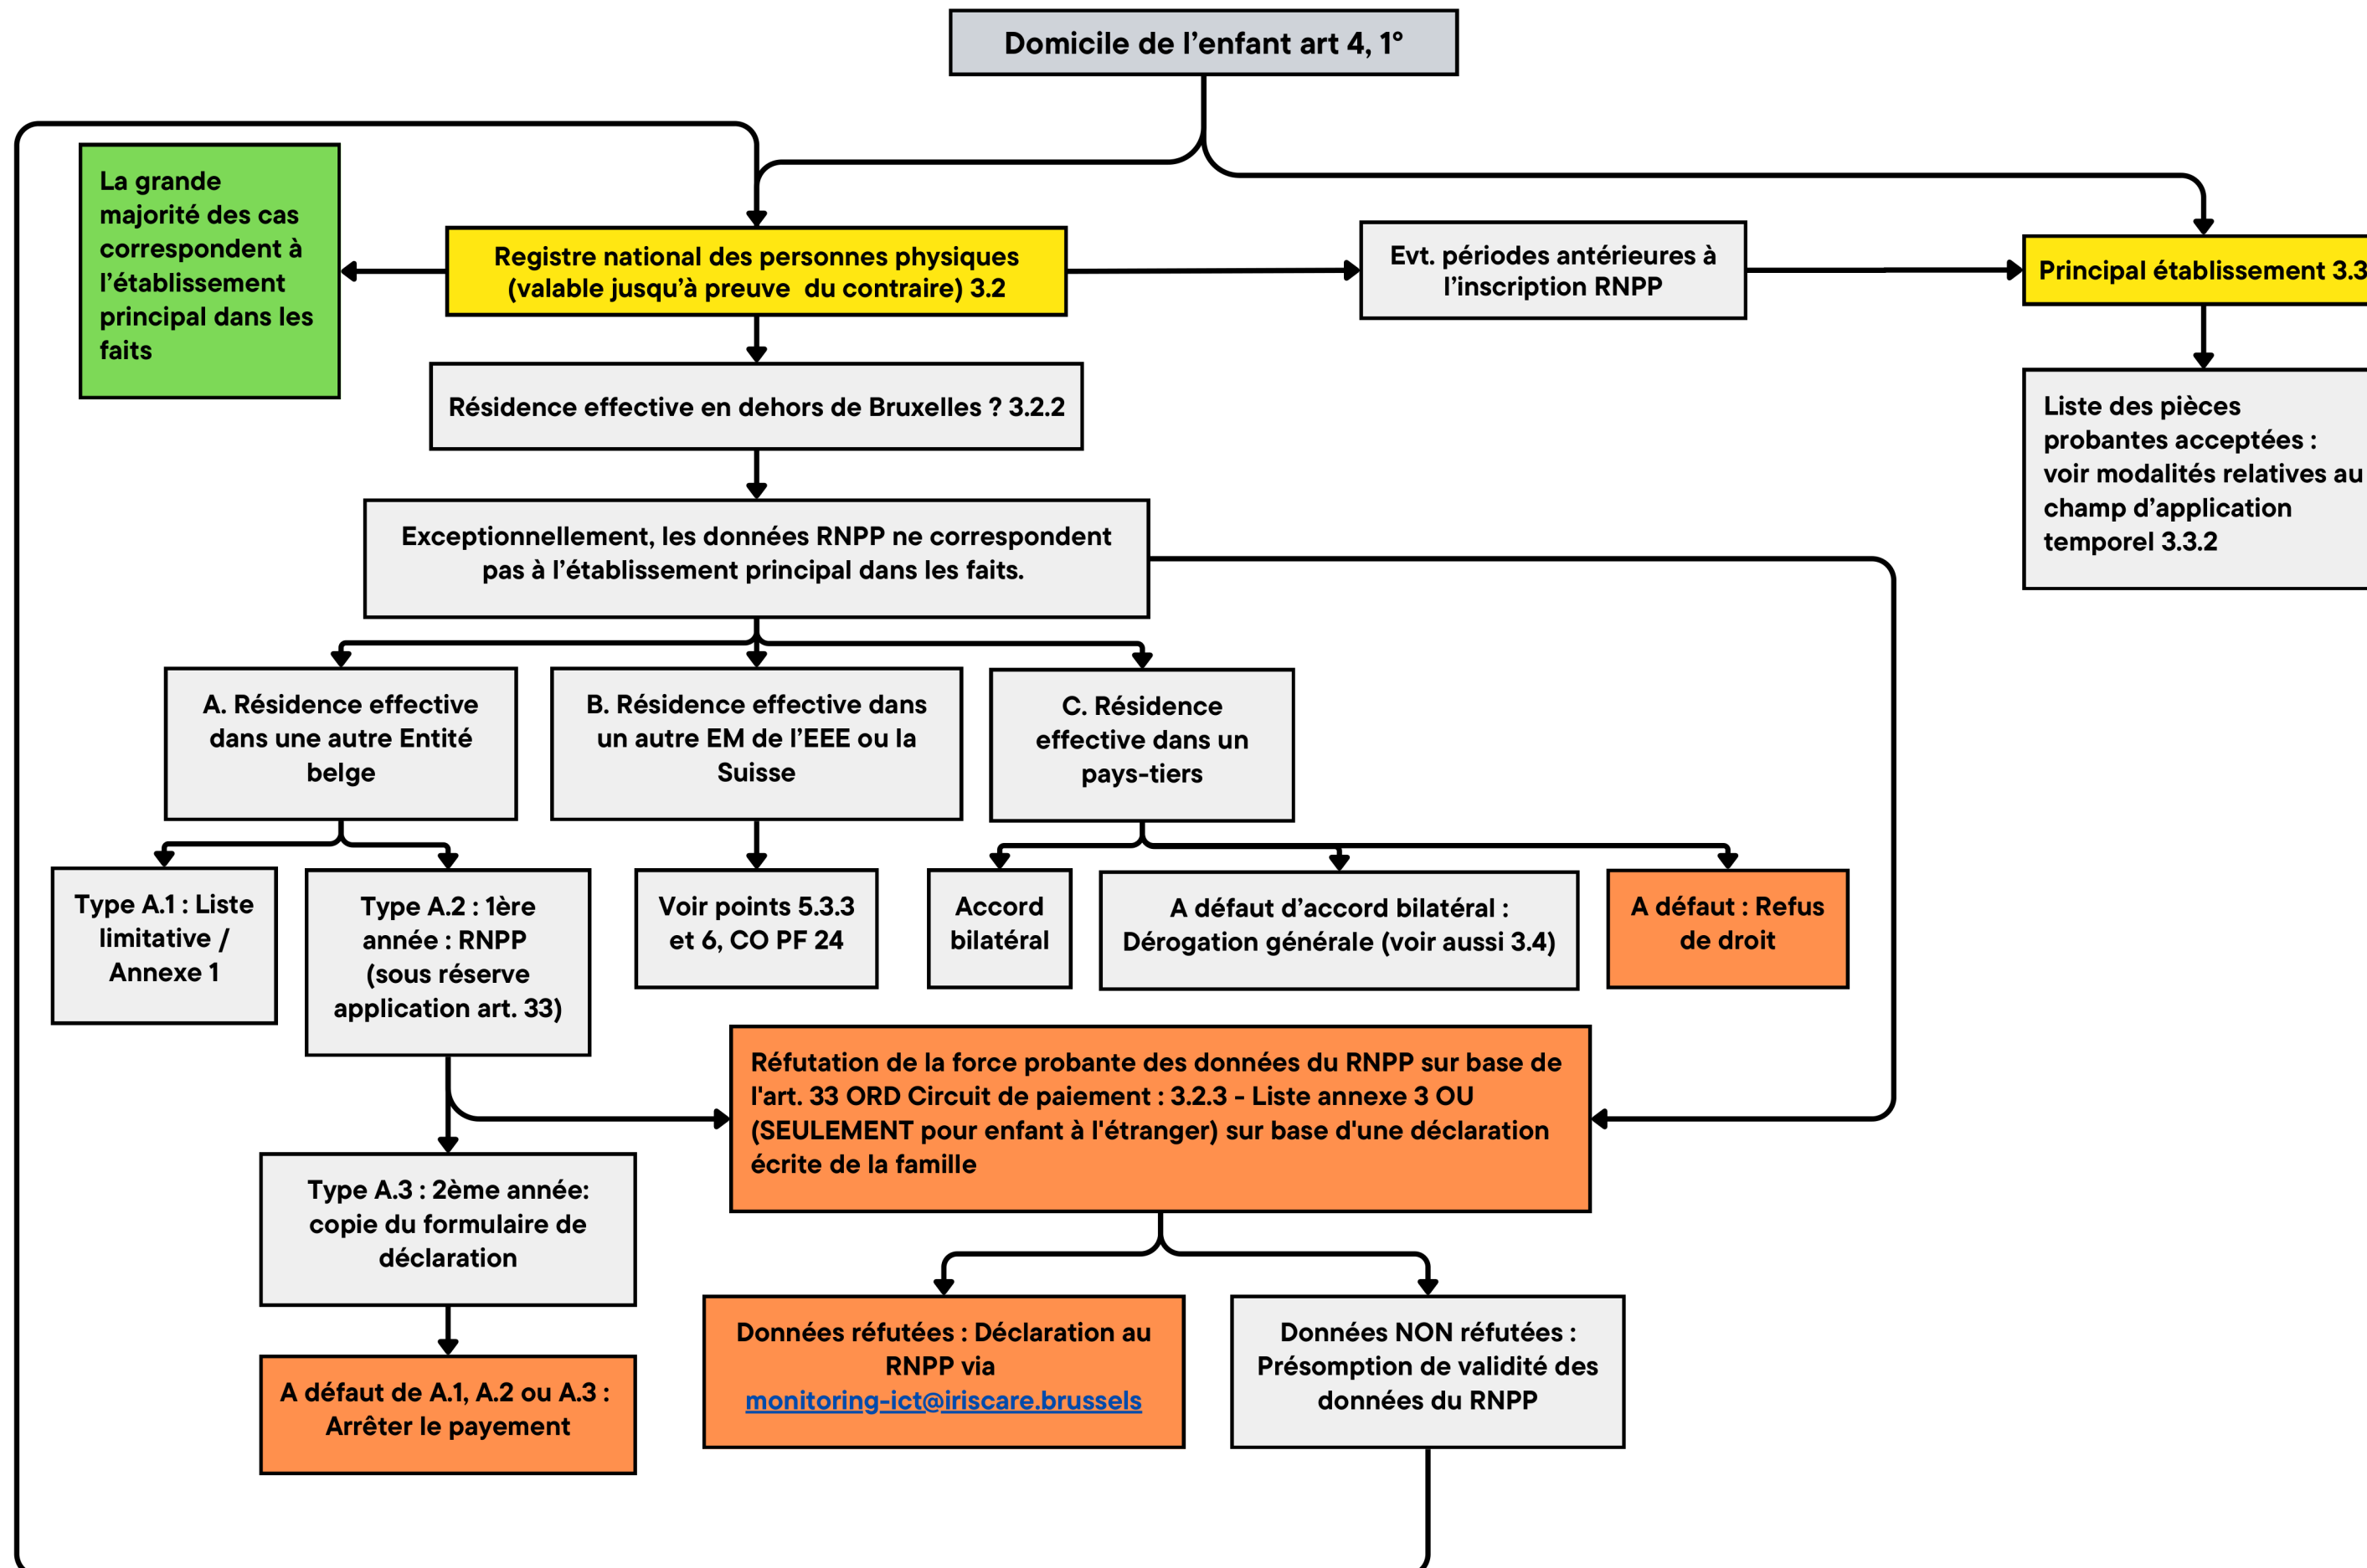 Domicile de l'enfant art 4, 1°
La grande
majorité des cas
correspondent à
l'établissement
principal dans les
faits
Registre national des personnes physiques
(valable jusqu'à preuve du contraire) 3.2
Evt. périodes antérieures à
l'inscription RNPP
Principal établissement 3.3
Résidence effective en dehors de Bruxelles ? 3.2.2
Liste des pièces
probantes acceptées :
voir modalités relatives au
champ d'application
temporel 3.3.2
Exceptionnellement, les données RNPP ne correspondent
pas à l'établissement principal dans les faits.
A. Résidence effective
dans une autre Entité
belge
B. Résidence effective dans
un autre EM de l'EEE ou la
Suisse
C. Résidence
effective dans un
pays-tiers
Type A.1 : Liste
limitative /
Annexe 1
Type A.2 : 1ère
année : RNPP
(sous réserve
application art. 33)
Voir points 5.3.3
et 6, CO PF 24
Accord
bilatéral
A défaut d'accord bilatéral :
Dérogation générale (voir aussi 3.4)
A défaut : Refus
de droit
Réfutation de la force probante des données du RNPP sur base de
l'art. 33 ORD Circuit de paiement : 3.2.3 - Liste annexe 3 OU
(SEULEMENT pour enfant à l'étranger) sur base d'une déclaration
écrite de la famille
Type A.3 : 2ème année:
copie du formulaire de
déclaration
A défaut de A.1, A.2 ou A.3 :
Arrêter le payement
Données réfutées : Déclaration au
RNPP via
monitoring-ict@iriscare.brussels
Données NON réfutées :
Présomption de validité des
données du RNPP